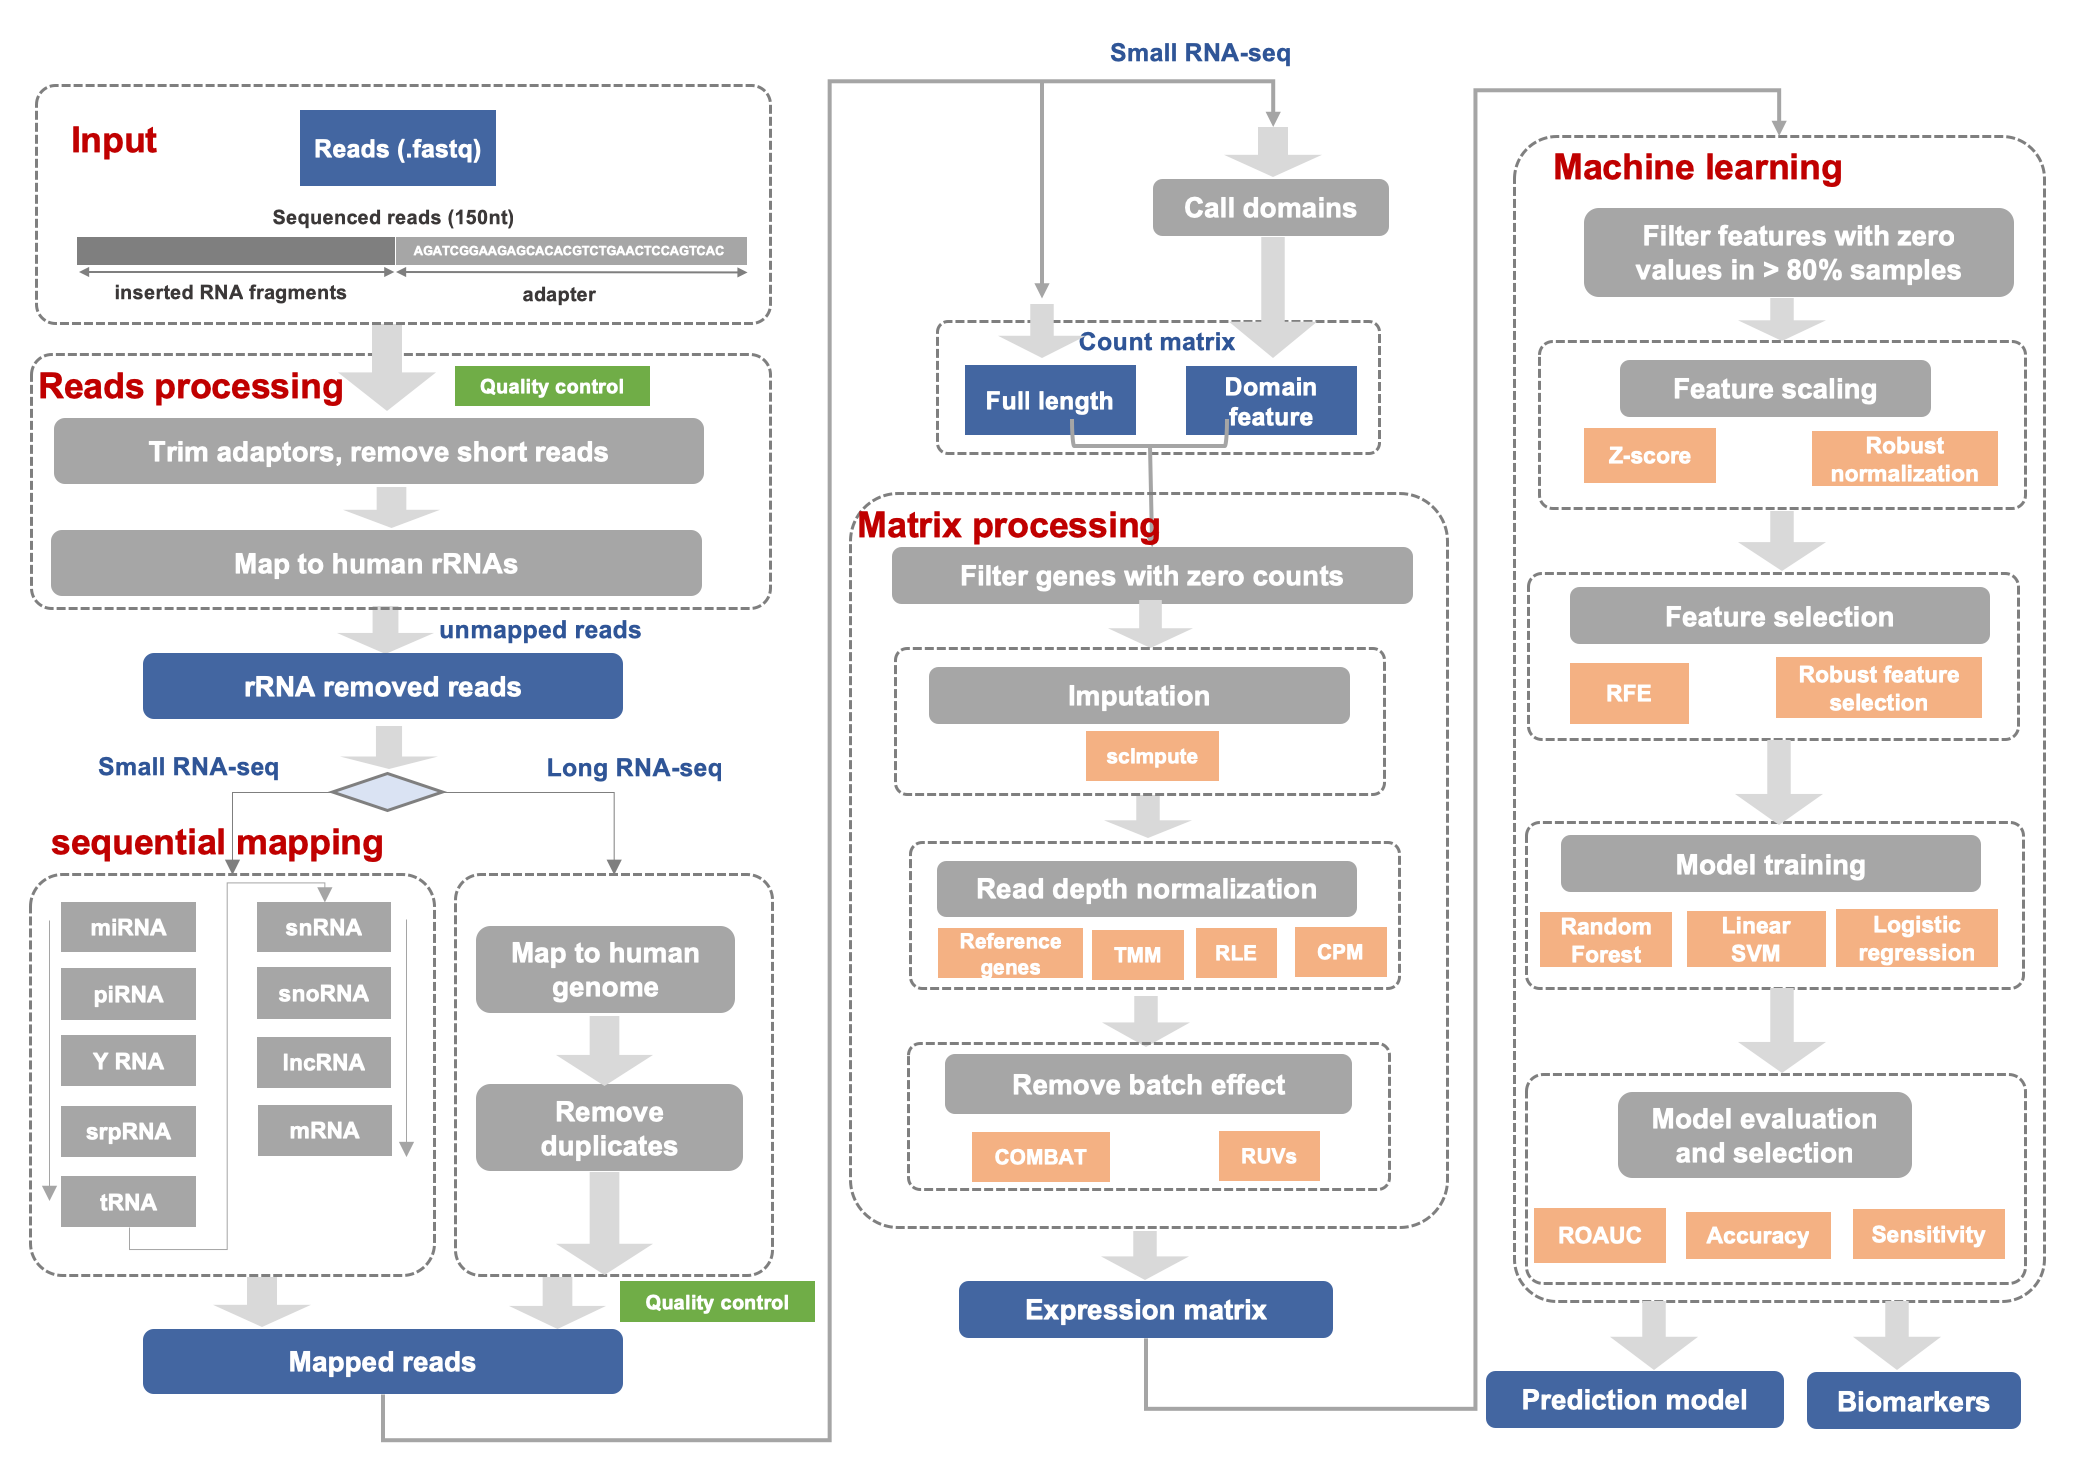 Input
Reads (.fastq)
Sequenced reads (150nt)
AGATCGGAAGAGCACACGTCTGAACTCCAGTCAC
inserted RNA fragments
adapter
Reads processing
Quality control
Trim adaptors, remove short reads
Map to human rRNAs
unmapped reads
rRNA removed reads
Small RNA-seq
Long RNA-seq
sequential mapping
miRNA
piRNA
Y RNA
srpRNA
tRNA
snRNA
snoRNA
lncRNA
mRNA
Map to human
genome
Remove
duplicates
Quality control
Mapped reads
Small RNA-seq
Call domains
Count matrix
Full length
Domain
feature
Matrix processing
Filter genes with zero counts
Imputation
scImpute
Read depth normalization
Reference
genes
TMM
RLE
CPM
Remove batch effect
COMBAT
RUVs
Expression matrix
Machine learning
Filter features with zero
values in > 80% samples
Feature scaling
Z-score
Robust
normalization
Feature selection
RFE
Robust feature
selection
Model training
Random
Forest
Linear
SVM
Logistic
regression
Model evaluation
and selection
ROAUC
Accuracy
Sensitivity
Prediction model
Biomarkers